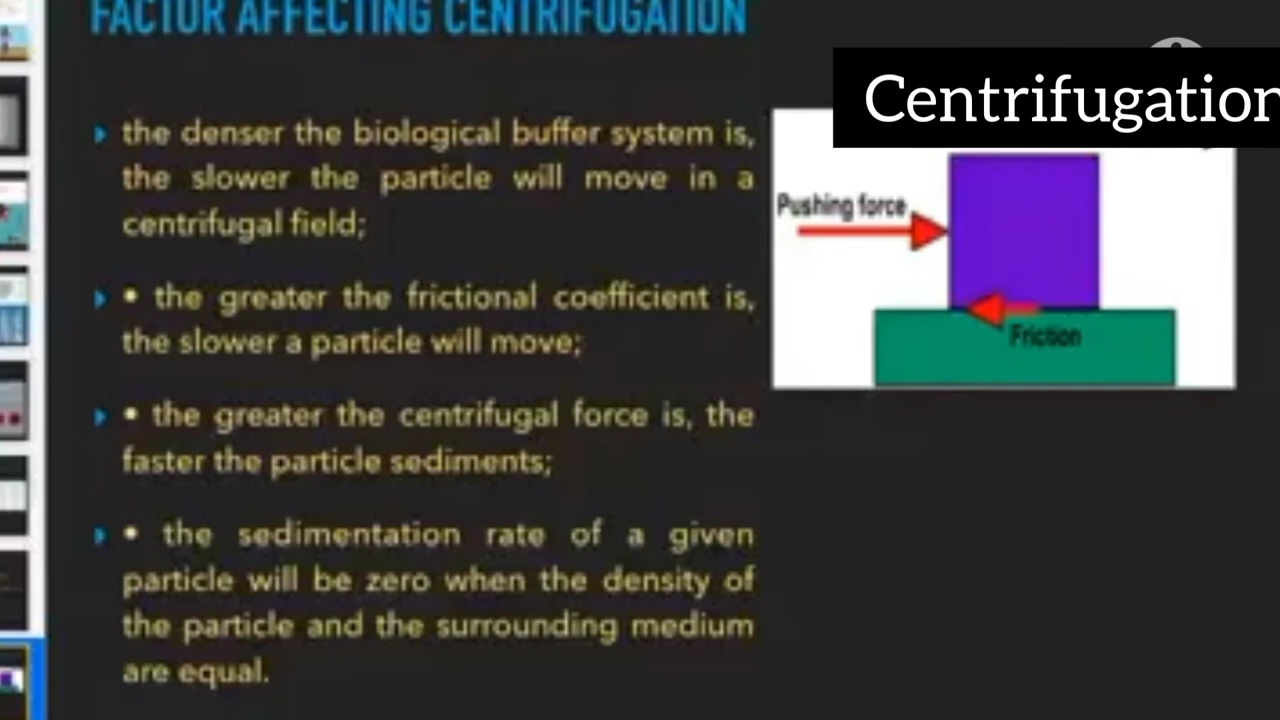 FACTOR AFFECTING CENTRIFUGATION
Centrifugation
the denser the biological buffer system is,
the slower the particle will move in a
centrifugal field;
• the greater the frictional coefficient is,
the slower a particle will move;
• the greater the centrifugal force is, the
faster the particle sediments;
• the sedimentation rate of a given
particle will be zero when the density of
the particle and the surrounding medium
are equal.
Pushing force
Friction